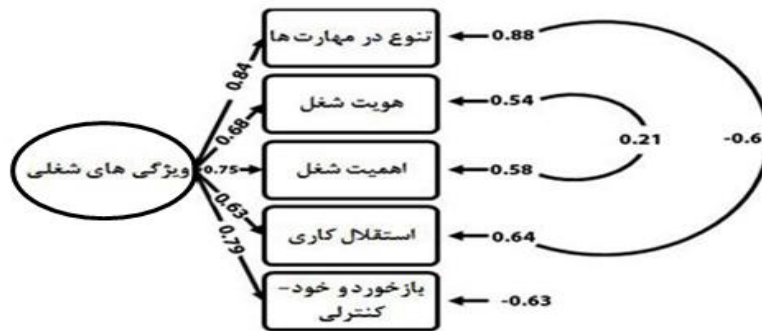 تنوع در مهارت‌ها
0.88
0.84
هویت شغل
0.54
0.68
0.21
-0.6
ویژگی های شغلی
0.75
اهمیت شغل
0.58
0.63
استقلال کاری
0.64
0.79
بازخورد و خود-
کنترلی
-0.63